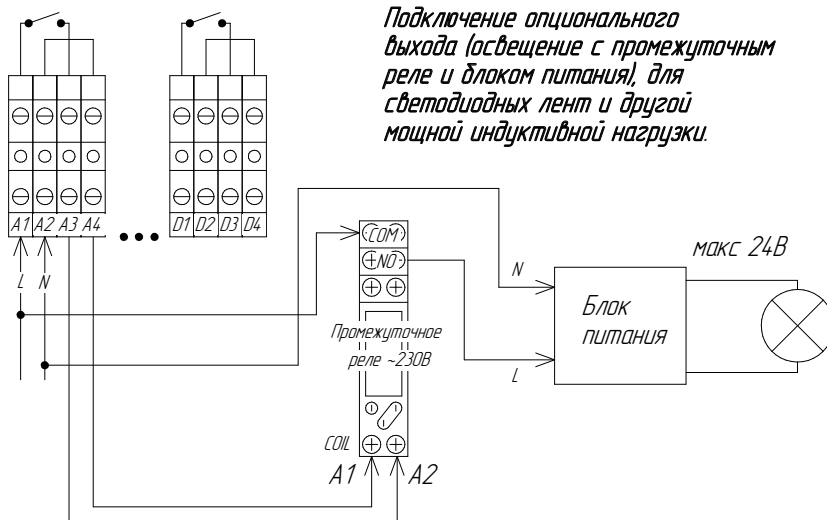 Подключение опционального
выхода (освещение с промежуточным
реле и блоком питания), для
светодиодных лент и другой
мощной индуктивной нагрузки.
A1 A2 A3 A4
D1 D2 D3 D4
L N
COM
NO
Промежуточное
реле ~230В
COIL
A1 A2
N
L
Блок
питания
макс 24В